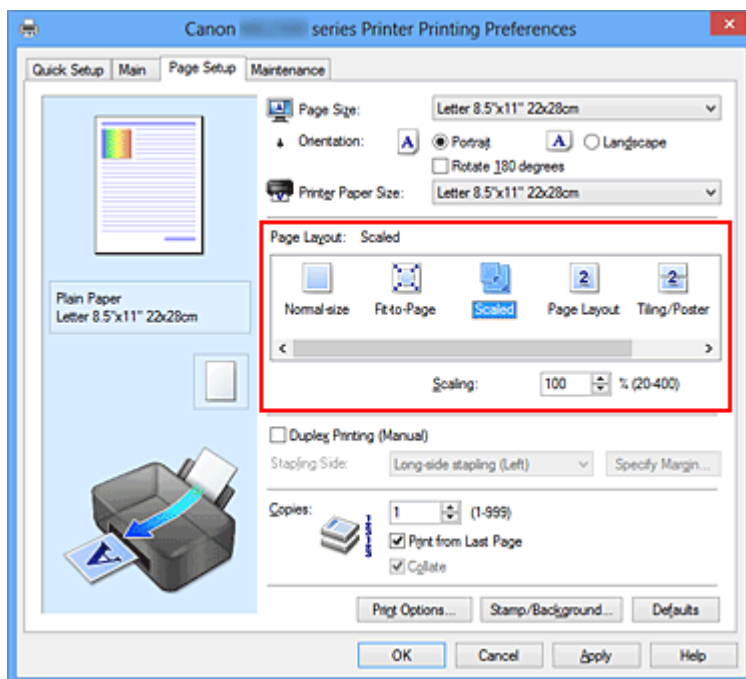 Canon series Printer Printing Preferences
Quick Setup Main Page Setup Maintenance
Page Size: Letter 8.5"x11" 22x28cm
Orientation: A Portrait A Landscape
Rotate 180 degrees
Printer Paper Size: Letter 8.5"x11" 22x28cm
Page Layout: Scaled
2 2
Normal-size Fit-to-Page Scaled Page Layout Tiling/Poster
Scaling: 100 % (20-400)
Plain Paper
Letter 8.5"x11" 22x28cm
Duplex Printing (Manual)
Stapling Side: Long-side stapling (Left) Specify Margin...
Copies: 1 (1-999)
Print from Last Page
Collate
A
Print Options... Stamp/Background... Defaults
OK Cancel Apply Help